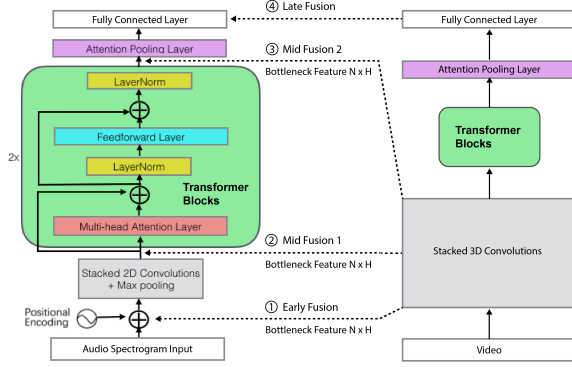 ④ Late Fusion
Fully Connected Layer
Fully Connected Layer
Attention Pooling Layer
③ Mid Fusion 2
Bottleneck Feature N x H
Attention Pooling Layer
LayerNorm
Feedforward Layer
2x
LayerNorm
Transformer
Blocks
Transformer
Blocks
Multi-head Attention Layer
② Mid Fusion 1
Bottleneck Feature N x H
Stacked 3D Convolutions
Stacked 2D Convolutions
+ Max pooling
① Early Fusion
Bottleneck Feature N x H
Positional
Encoding
Audio Spectrogram Input
Video